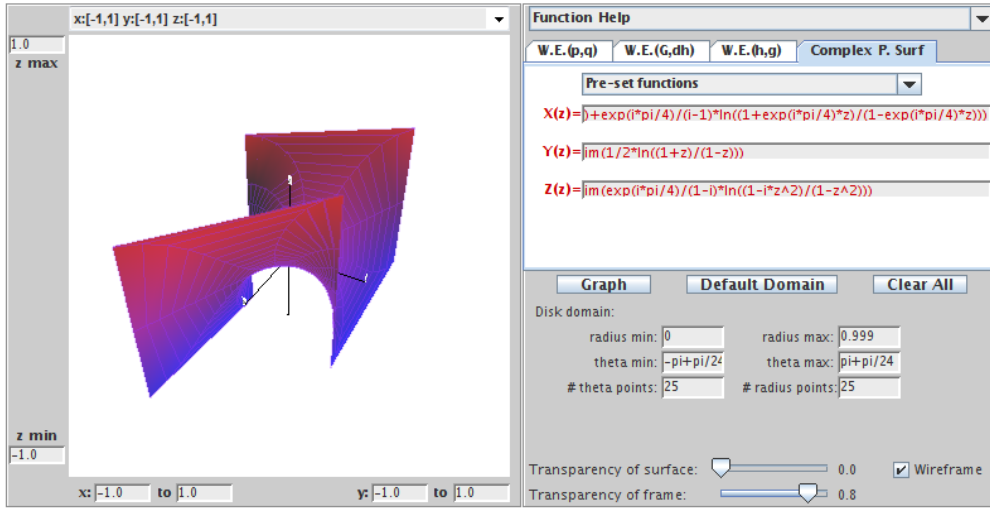 x:[-1,1] y:[-1,1] z:[-1,1]
1.0
z max
z min
-1.0
x: -1.0 to 1.0 y: -1.0 to 1.0
Function Help
W.E.(p,q) W.E.(G,dh) W.E.(h,g) Complex P. Surf
Pre-set functions
X(z)= )+exp(i*pi/4)/(i-1)*ln((1+exp(i*pi/4)*z)/(1-exp(i*pi/4)*z)))
Y(z)= im(1/2*ln((1+z)/(1-z)))
Z(z)= im(exp(i*pi/4)/(1-i)*ln((1-i*z^2)/(1-z^2)))
Graph Default Domain Clear All
Disk domain:
radius min: 0 radius max: 0.999
theta min: -pi+pi/24 theta max: pi+pi/24
# theta points: 25 # radius points: 25
Transparency of surface: 0.0 Wireframe
Transparency of frame: 0.8